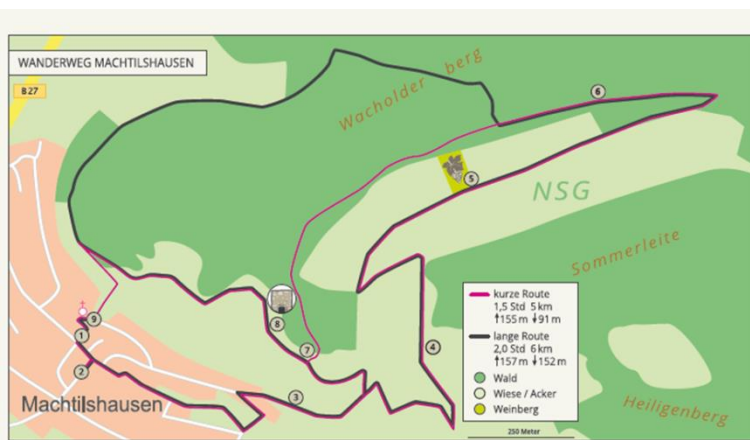 WANDERWEG MACHTILSHAUSEN
B 27
Wacholder berg
6
5
NSG
Sommerleite
kurze Route
1,5 Std 5 km
↑155 m ↓91 m
lange Route
2,0 Std 6 km
↑157 m ↓152 m
Wald
Wiese / Acker
Weinberg
9
8
1
7
4
2
3
Machtilshausen
Heiligenberg
250 Meter